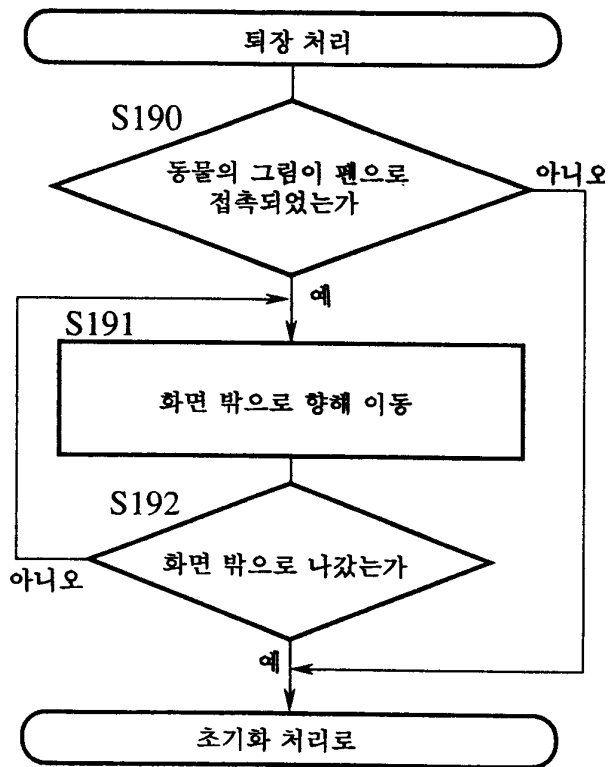 퇴장 처리
S190
동물의 그림이 펜으로
접촉되었는가
아니오
예
S191
화면 밖으로 향해 이동
S192
화면 밖으로 나갔는가
아니오
예
초기화 처리로